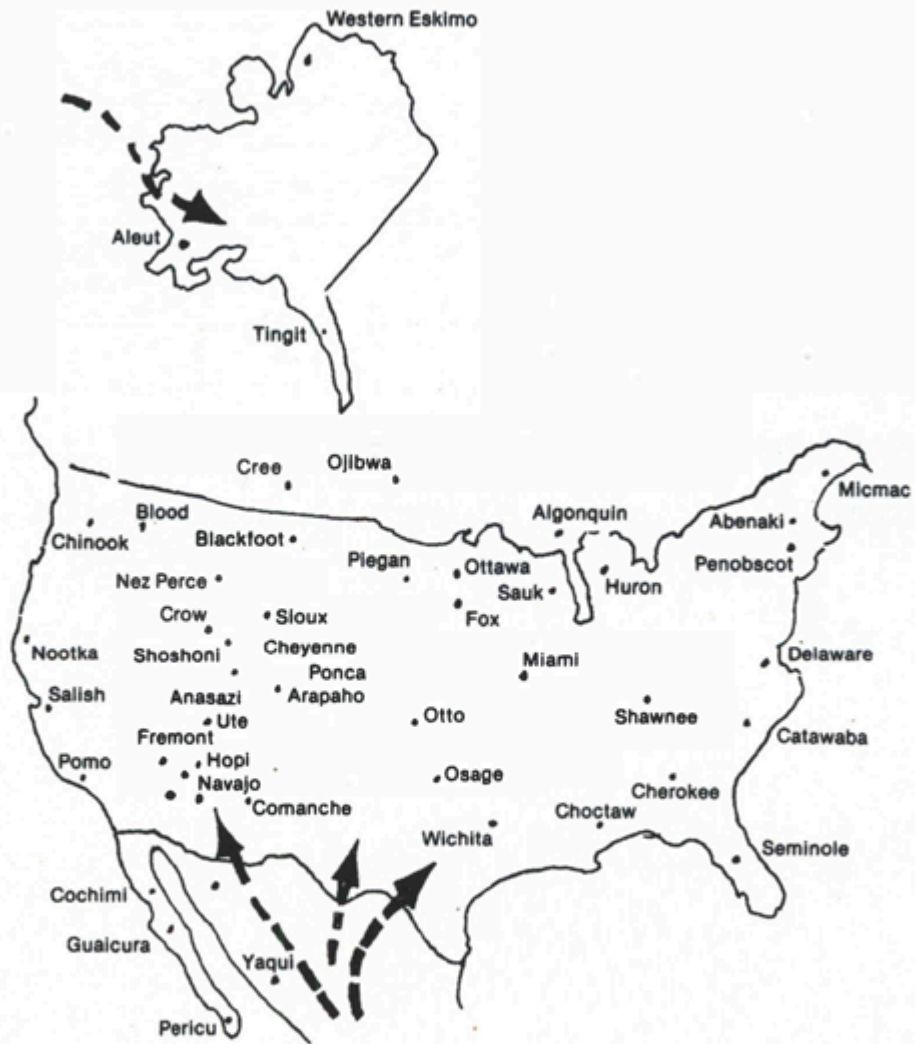 Western Eskimo
Aleut
Tingit
Cree
Ojibwa
Micmac
Blood
Algonquin
Abenaki
Chinook
Blackfoot
Piegan
Ottawa
Penobscot
Nez Perce
Sauk
Huron
Crow
Sioux
Fox
Nootka
Shoshoni
Cheyenne
Miami
Delaware
Ponca
Salish
Anasazi
Arapaho
Ute
Otto
Shawnee
Fremont
Catawaba
Pomo
Hopi
Osage
Navajo
Cherokee
Comanche
Choctaw
Wichita
Seminole
Cochimi
Guaicura
Yaqui
Pericu